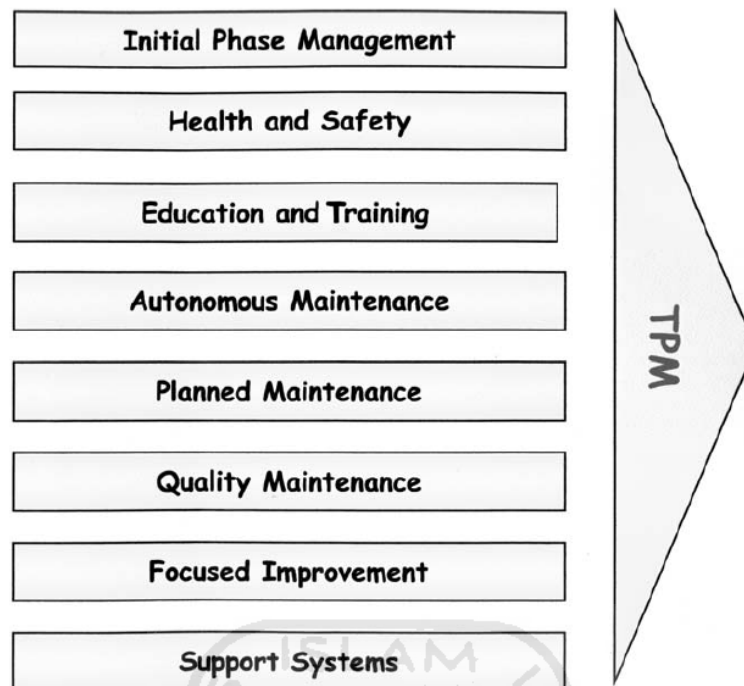 Initial Phase Management
Health and Safety
Education and Training
Autonomous Maintenance
Planned Maintenance
Quality Maintenance
Focused Improvement
Support Systems
TPM
ISLAM